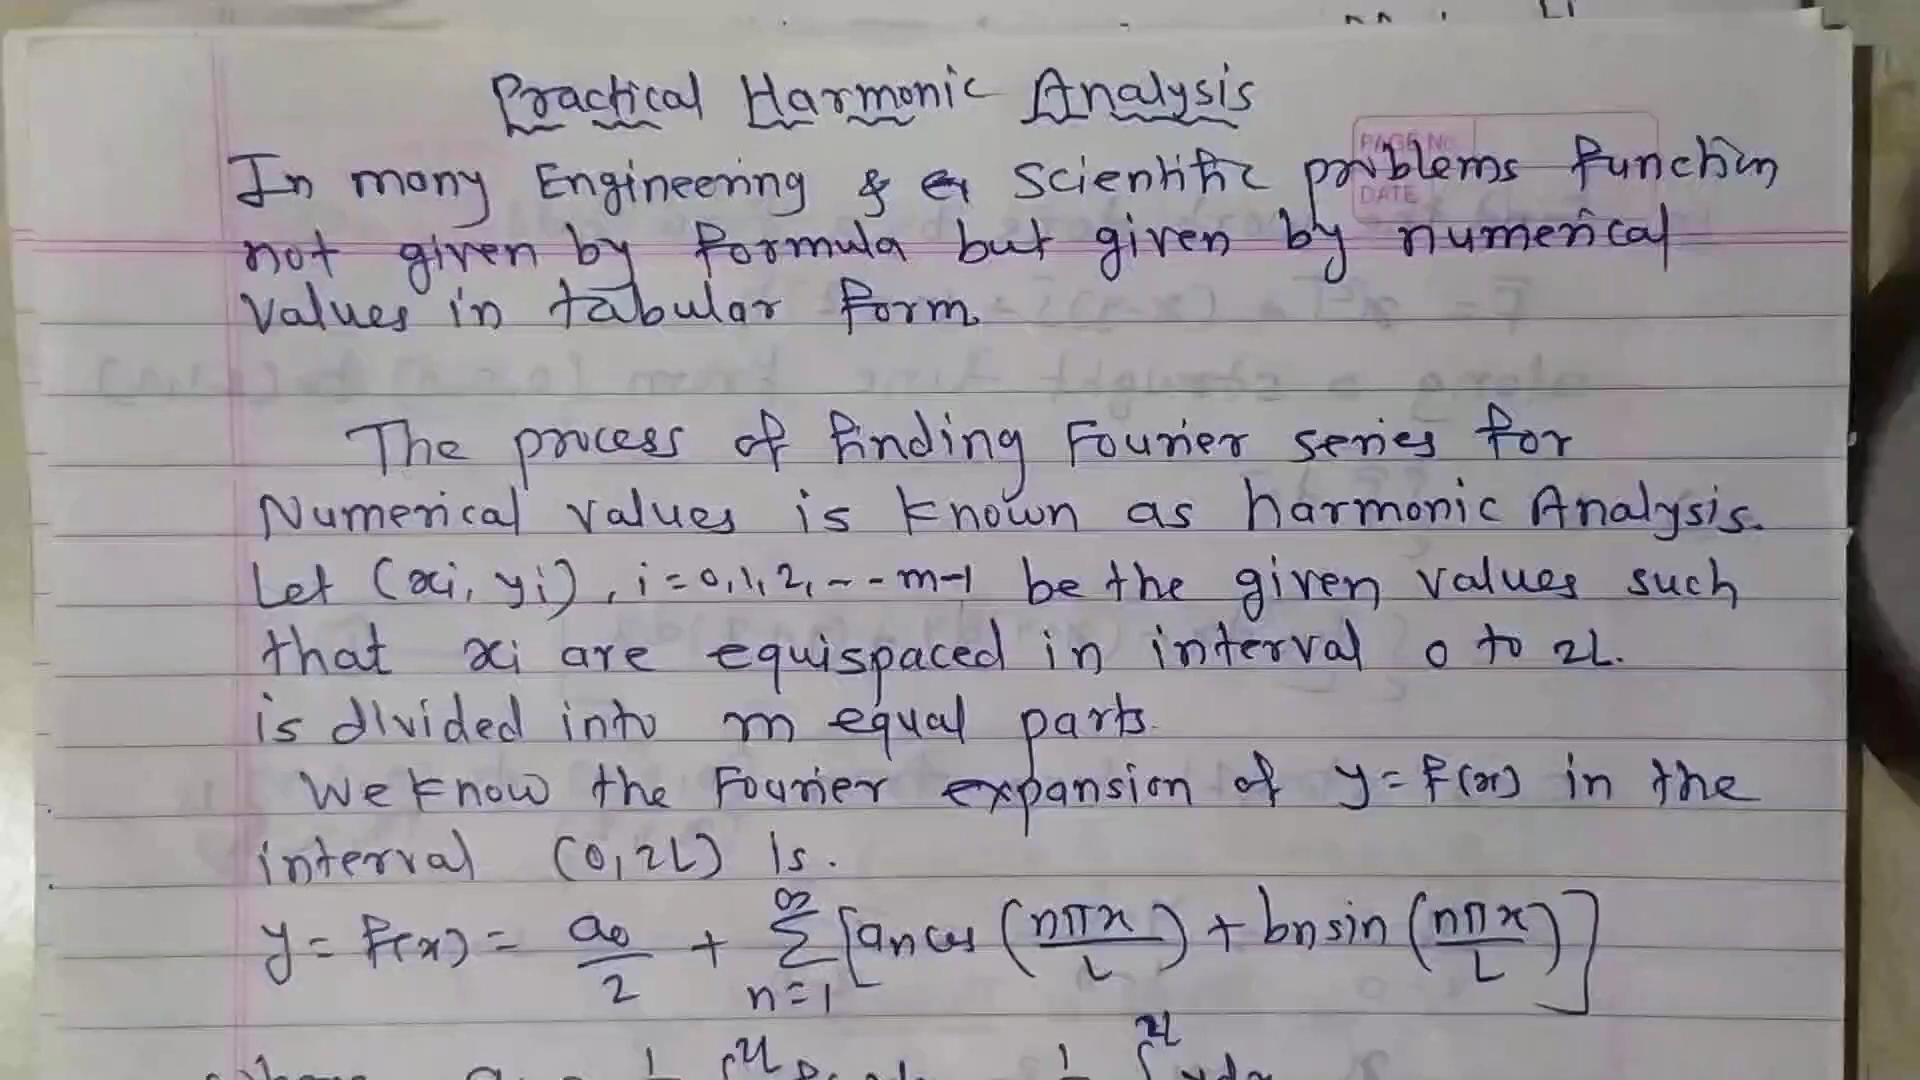 Practical Harmonic Analysis
PAGE No.
DATE
In many Engineering & Scientific problems function
not given by formula but given by numerical
values in tabular form.
The process of finding Fourier series for
Numerical values is known as harmonic Analysis.
Let (xi, yi), i=0,1,2,--m-1 be the given values such
that xi are equispaced in interval 0 to 2L.
is divided into m equal parts.
We know the Fourier expansion of y=f(x) in the
interval (0,2L) is.
y = f(x) = a0/2 + ∞Σn=1 [an cos (nπx/L) + bn sin (nπx/L)]